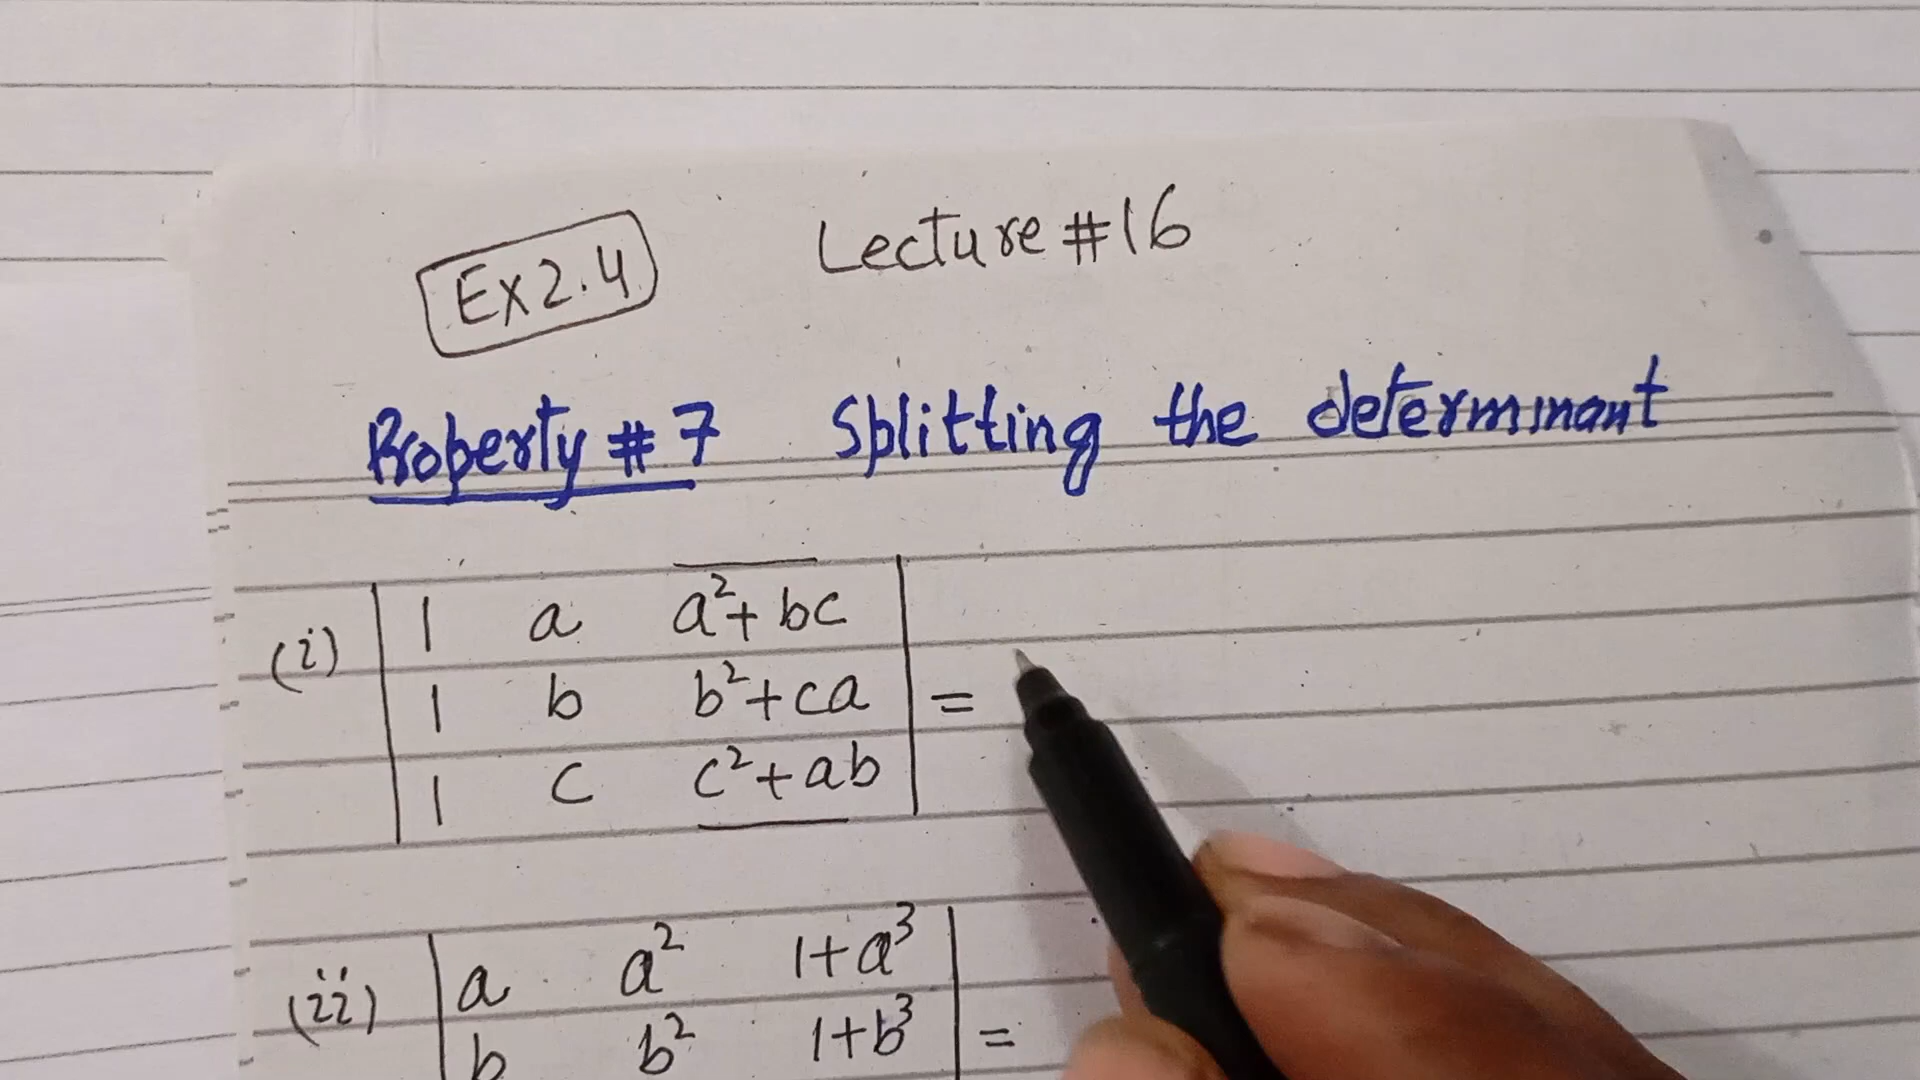 Ex 2.4 Lecture #16
Property #7 Splitting the determinant
(i) | 1 a a²+bc |
| 1 b b²+ca | =
| 1 c c²+ab |
(ii) | a a² 1+a³ |
| b b² 1+b³ | =